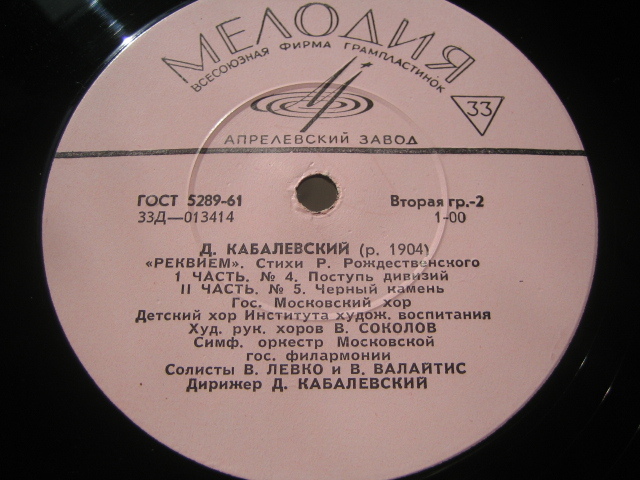 МЕЛОДИЯ
ВСЕСОЮЗНАЯ ФИРМА ГРАМПЛАСТИНОК
33
АПРЕЛЕВСКИЙ ЗАВОД
ГОСТ 5289-61 Вторая гр.-2
33Д—013414 1-00
Д. КАБАЛЕВСКИЙ (р. 1904)
«РЕКВИЕМ». Стихи Р. Рождественского
1 ЧАСТЬ. № 4. Поступь дивизий
II ЧАСТЬ. № 5. Черный камень
Гос. Московский хор
Детский хор Института худож. воспитания
Худ. рук. хоров В. СОКОЛОВ
Симф. оркестр Московской
гос. филармонии
Солисты В. ЛЕВКО и В. ВАЛАЙТИС
Дирижер Д. КАБАЛЕВСКИЙ